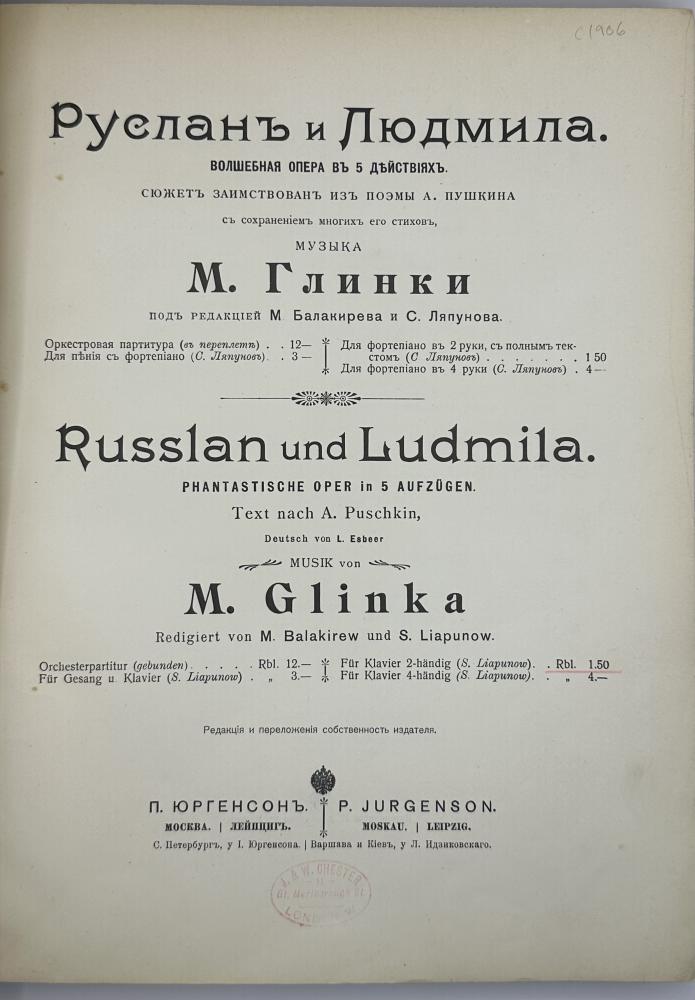 c1906
Русланъ и Людмила.
ВОЛШЕБНАЯ ОПЕРА ВЪ 5 ДѢЙСТВІЯХЪ.
СЮЖЕТЪ ЗАИМСТВОВАНЪ ИЗЪ ПОЭМЫ А. ПУШКИНА
съ сохраненіемъ многихъ его стиховъ,
МУЗЫКА
М. Глинки
ПОДЪ РЕДАКЦІЕЙ М. Балакирева и С. Ляпунова.
Оркестровая партитура (въ переплетѣ) . . 12—
Для пѣнія съ фортепіано (С. Ляпуновъ) . . 3 —
Для фортепіано въ 2 руки, съ полнымъ тек-
стомъ (С Ляпуновъ) . . . . . . . 1 50
Для фортепіано въ 4 руки (С. Ляпуновъ) . 4 —
Russlan und Ludmila.
PHANTASTISCHE OPER in 5 AUFZÜGEN.
Text nach A. Puschkin,
Deutsch von L. Esbeer
MUSIK von
M. Glinka
Redigiert von M. Balakirew und S. Liapunow.
Orchesterpartitur (gebunden) . . . . . Rbl. 12.—
Für Gesang u. Klavier (S. Liapunow) . „ 3.—
Für Klavier 2-händig (S. Liapunow). . Rbl. 1.50
Für Klavier 4-händig (S. Liapunow). . „ 4.—
Редакція и переложенія собственность издателя.
П. ЮРГЕНСОНЪ.
МОСКВА. | ЛЕЙПЦИГЪ.
P. JURGENSON.
MOSKAU. | LEIPZIG.
С. Петербургъ, у І. Юргенсона. | Варшава и Кіевъ, у Л. Идзиковскаго.
J. & W. CHESTER
11
Gt. Marlborough St.
LONDON W.